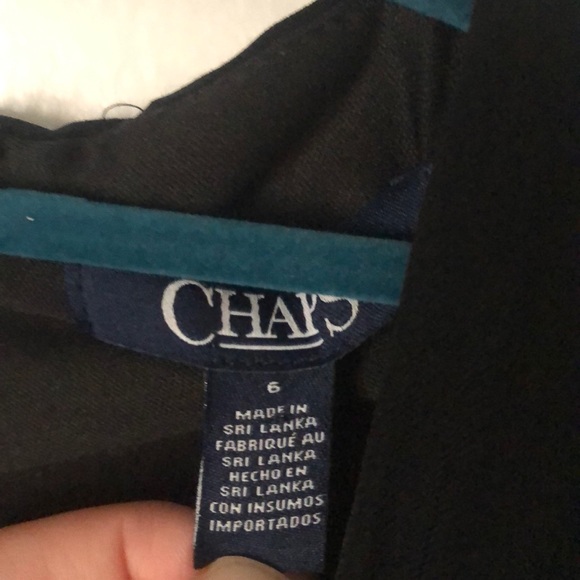 CHAPS
6
MADE IN
SRI LANKA
FABRIQUÉ AU
SRI LANKA
HECHO EN
SRI LANKA
CON INSUMOS
IMPORTADOS